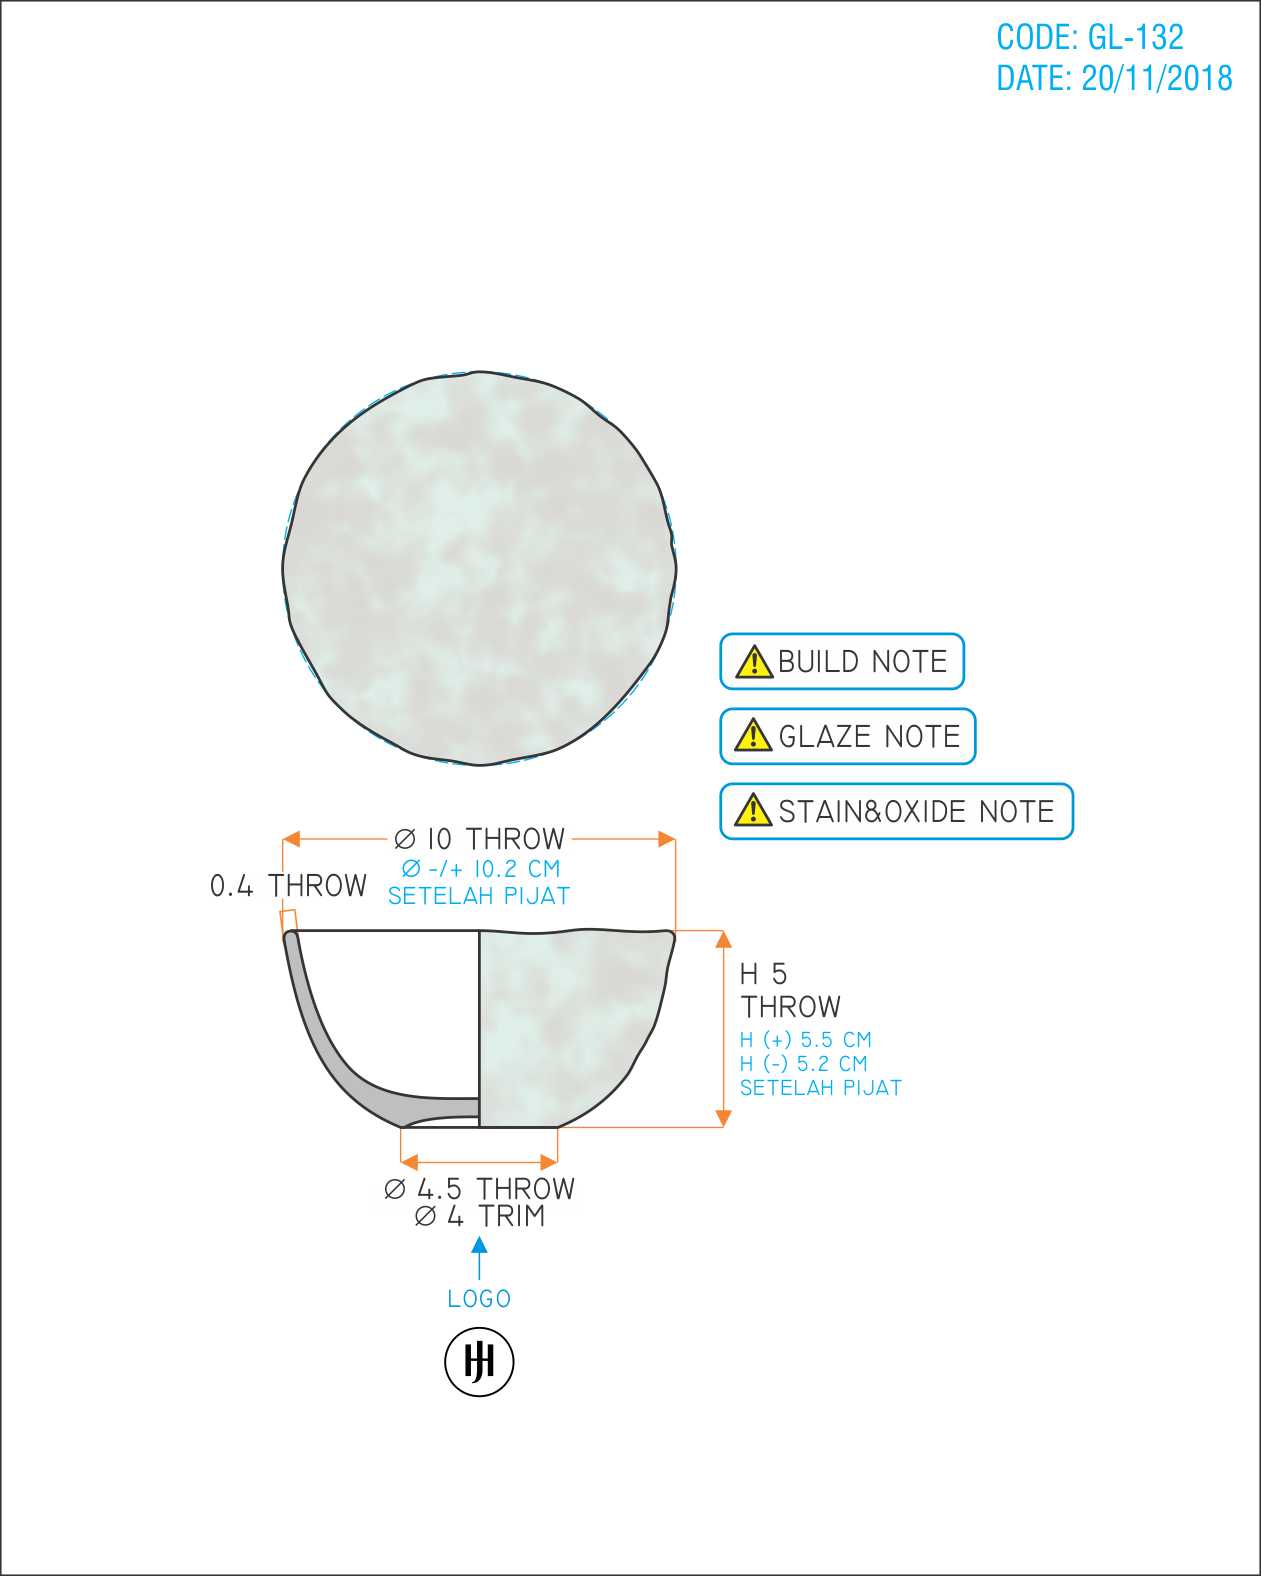 CODE: GL-132
DATE: 20/11/2018
BUILD NOTE
GLAZE NOTE
STAIN&OXIDE NOTE
Ø 10 THROW
Ø -/+ 10.2 CM
SETELAH PIJAT
0.4 THROW
H 5
THROW
H (+) 5.5 CM
H (-) 5.2 CM
SETELAH PIJAT
Ø 4.5 THROW
Ø 4 TRIM
LOGO